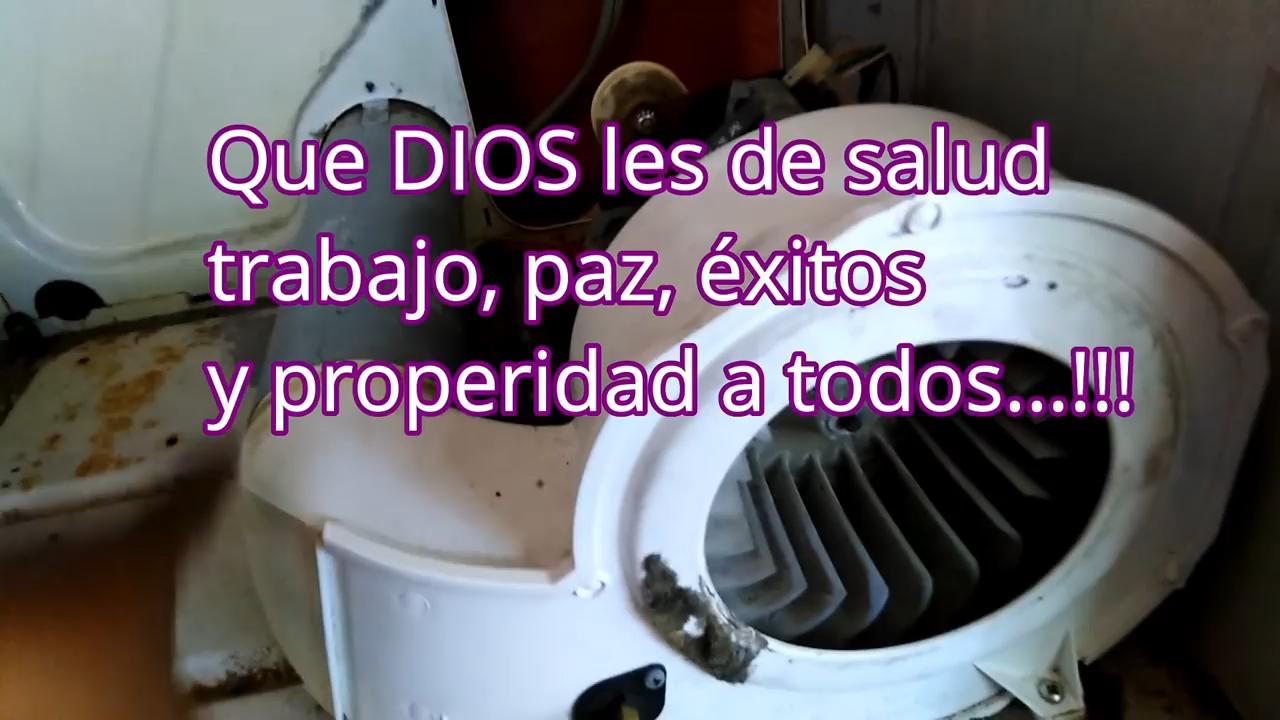 Que DIOS les de salud
trabajo, paz, éxitos
y properidad a todos...!!!